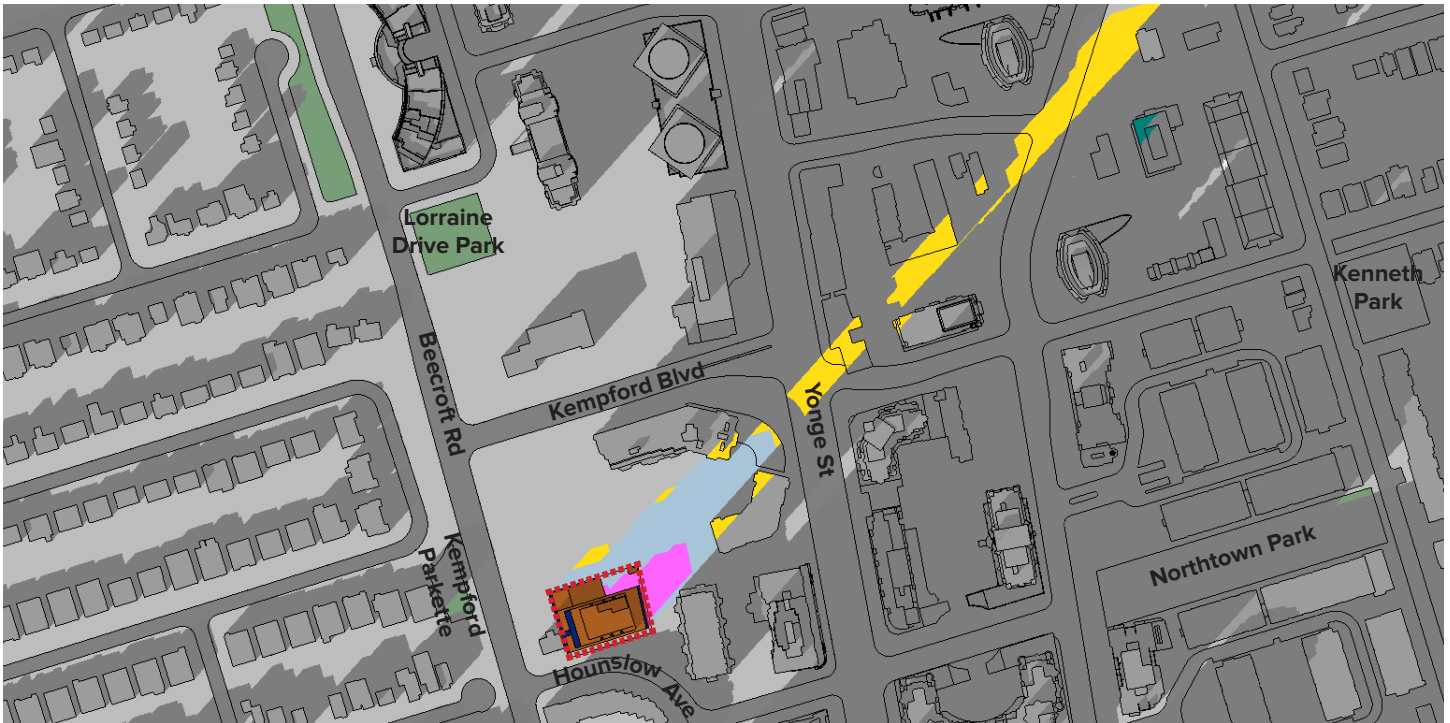 Lorraine
Drive Park
Kenneth
Park
Beecroft Rd
Kempford Blvd
Yonge St
Kempford
Parkette
Northtown Park
Hounslow Ave